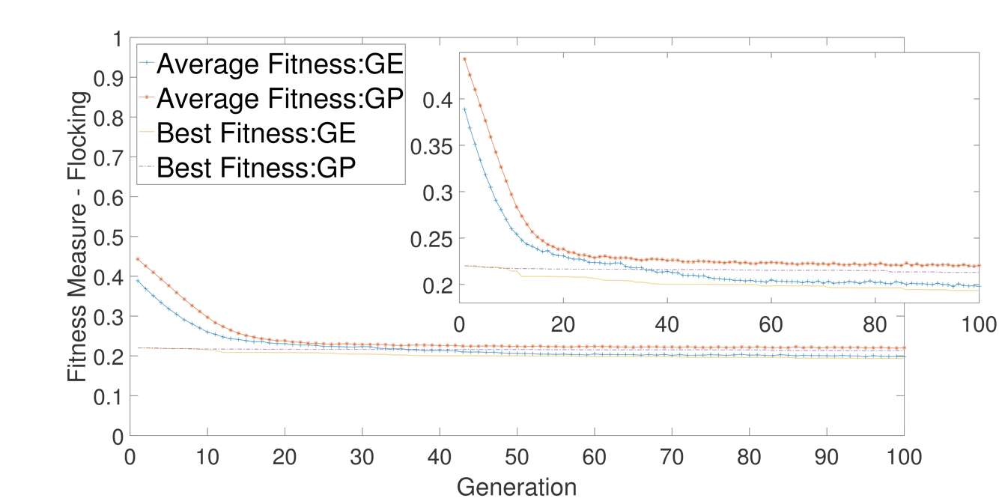 Fitness Measure - Flocking
1
0.9
0.8
0.7
0.6
0.5
0.4
0.3
0.2
0.1
0
Average Fitness:GE
Average Fitness:GP
Best Fitness:GE
Best Fitness:GP
0.4
0.35
0.3
0.25
0.2
0 20 40 60 80 100
0 10 20 30 40 50 60 70 80 90 100
Generation